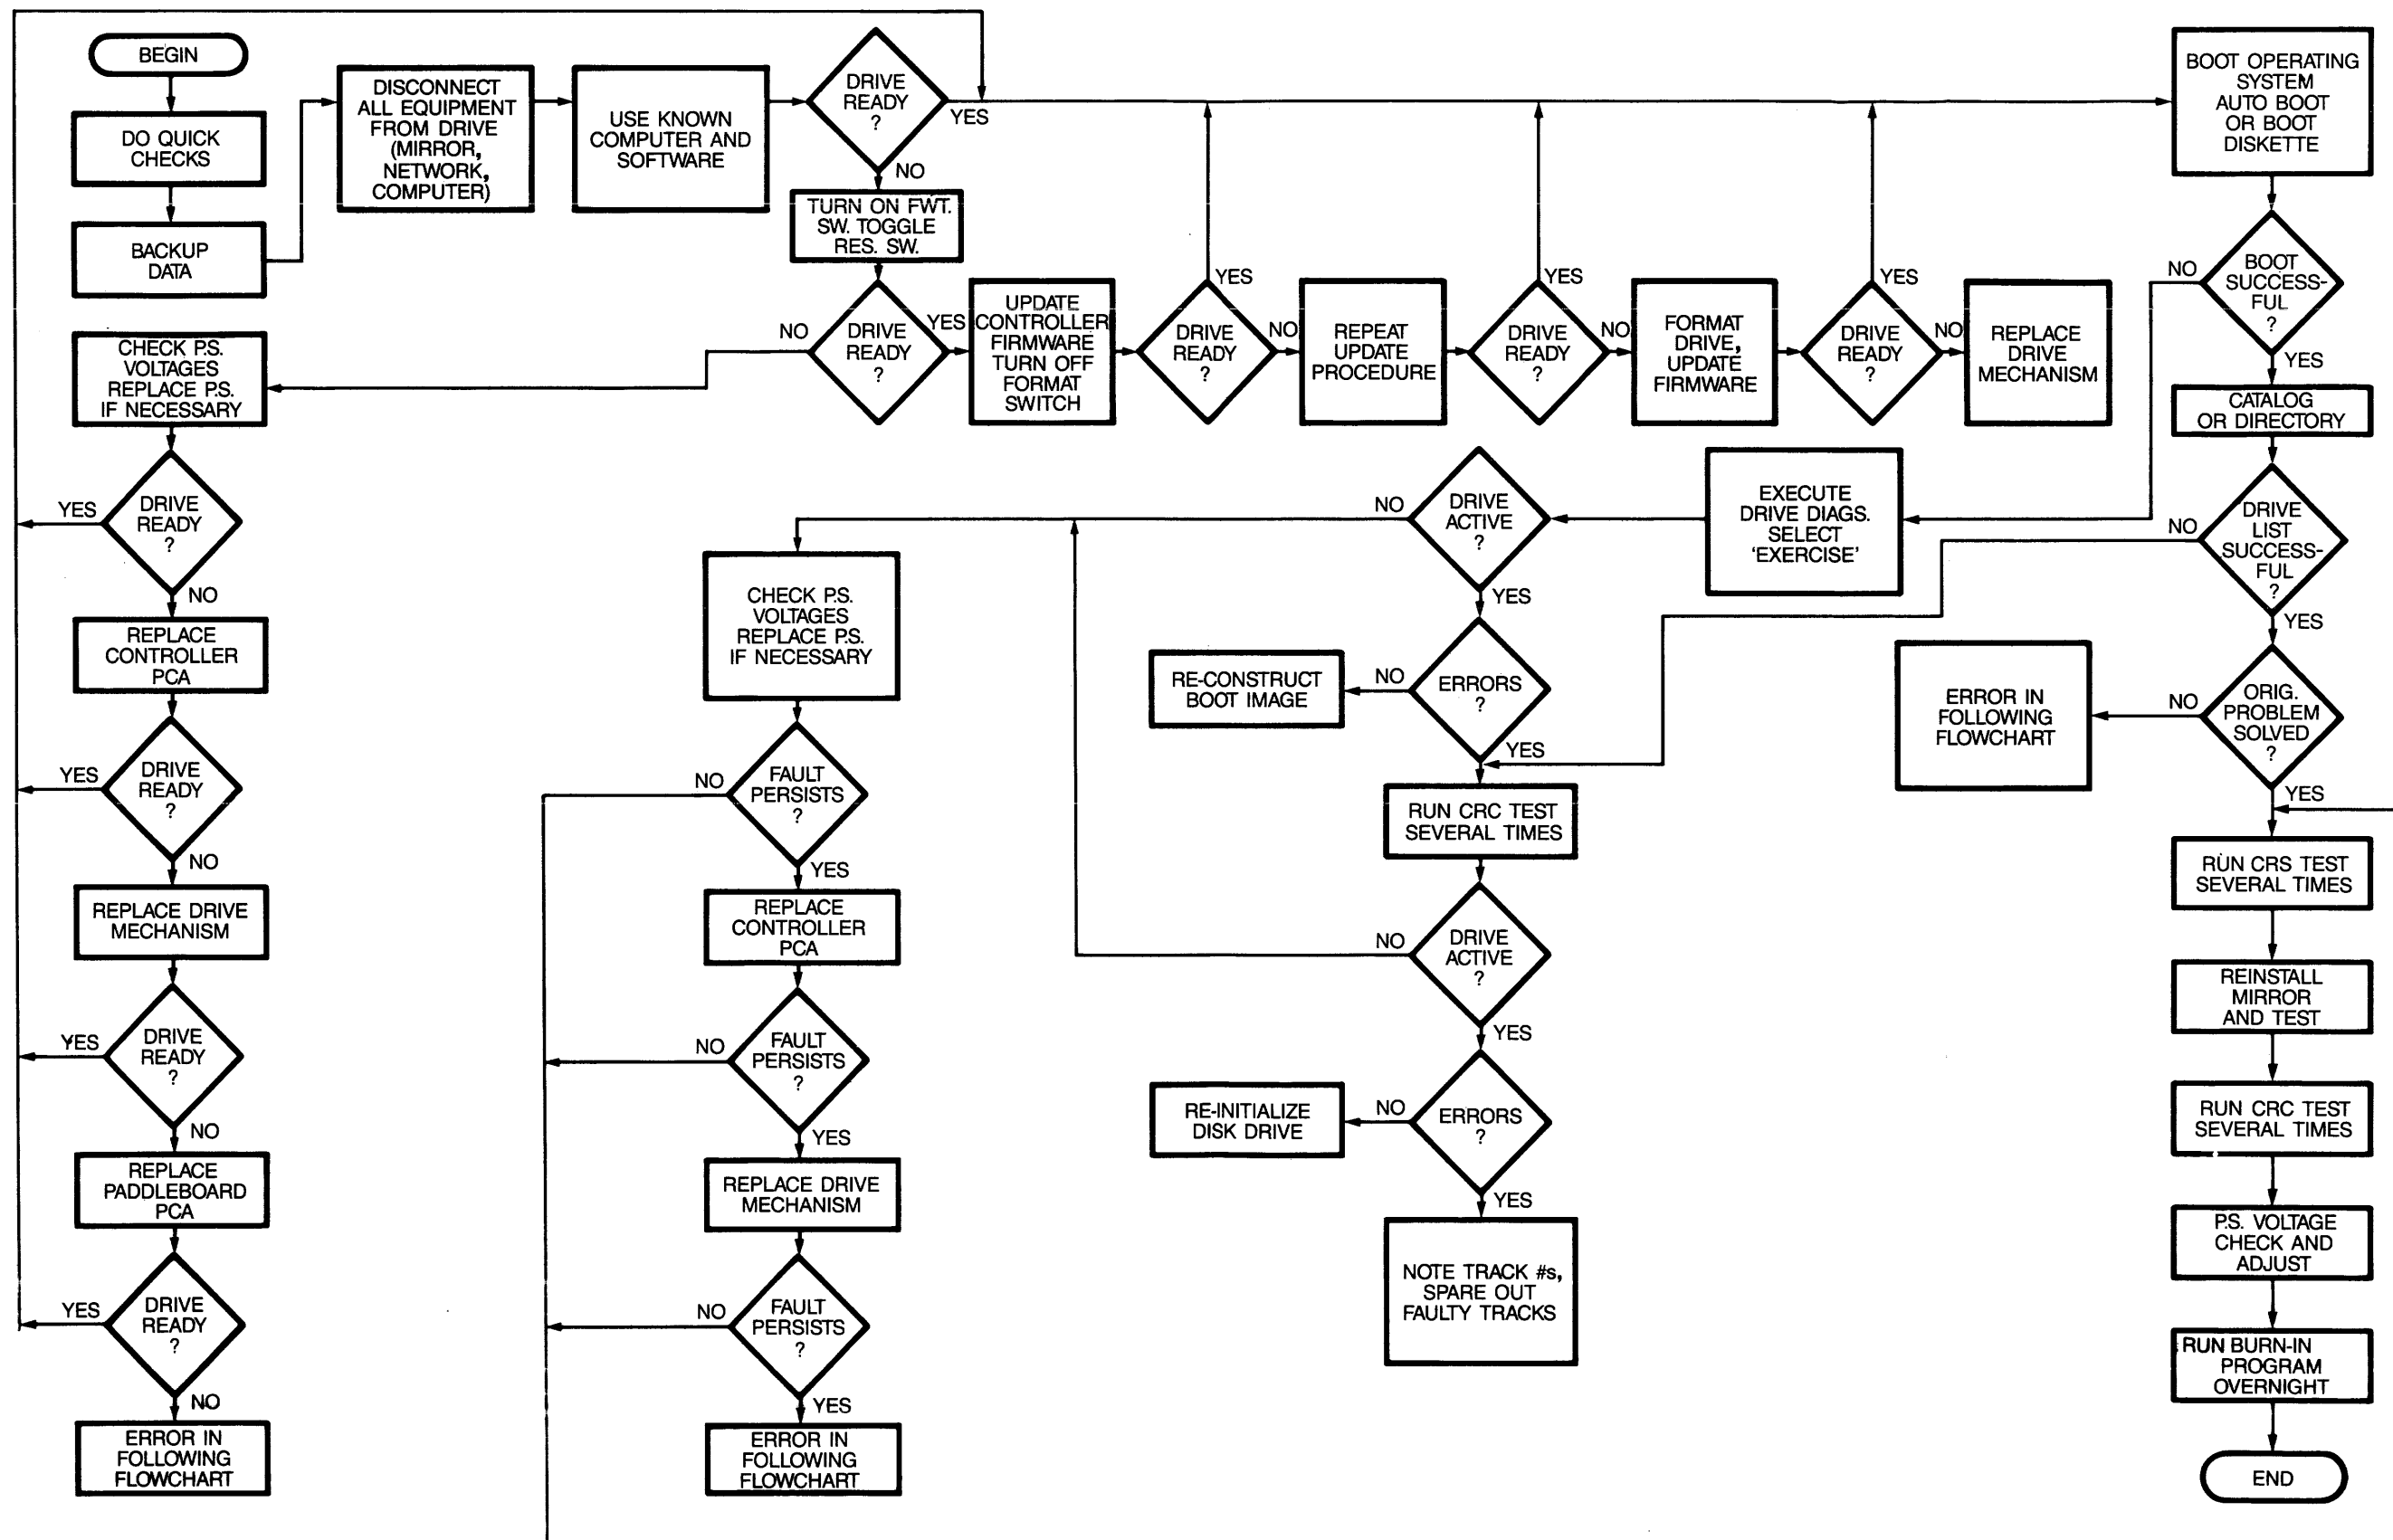 BEGIN
DO QUICK
CHECKS
BACKUP
DATA
DISCONNECT
ALL EQUIPMENT
FROM DRIVE
(MIRROR,
NETWORK,
COMPUTER)
USE KNOWN
COMPUTER AND
SOFTWARE
DRIVE
READY
?
YES
NO
TURN ON FWT.
SW. TOGGLE
RES. SW.
DRIVE
READY
?
NO
YES
UPDATE
CONTROLLER
FIRMWARE
TURN OFF
FORMAT
SWITCH
DRIVE
READY
?
YES
NO
REPEAT
UPDATE
PROCEDURE
DRIVE
READY
?
YES
NO
FORMAT
DRIVE,
UPDATE
FIRMWARE
DRIVE
READY
?
YES
NO
REPLACE
DRIVE
MECHANISM
CHECK P.S.
VOLTAGES
REPLACE P.S.
IF NECESSARY
DRIVE
READY
?
YES
NO
REPLACE
CONTROLLER
PCA
DRIVE
READY
?
YES
NO
REPLACE DRIVE
MECHANISM
DRIVE
READY
?
YES
NO
REPLACE
PADDLEBOARD
PCA
DRIVE
READY
?
YES
NO
ERROR IN
FOLLOWING
FLOWCHART
CHECK P.S.
VOLTAGES
REPLACE P.S.
IF NECESSARY
FAULT
PERSISTS
?
NO
YES
REPLACE
CONTROLLER
PCA
FAULT
PERSISTS
?
NO
YES
REPLACE DRIVE
MECHANISM
FAULT
PERSISTS
?
NO
YES
ERROR IN
FOLLOWING
FLOWCHART
EXECUTE
DRIVE DIAGS.
SELECT
'EXERCISE'
DRIVE
ACTIVE
?
NO
YES
ERRORS
?
NO
YES
RE-CONSTRUCT
BOOT IMAGE
RUN CRC TEST
SEVERAL TIMES
DRIVE
ACTIVE
?
NO
YES
ERRORS
?
NO
YES
RE-INITIALIZE
DISK DRIVE
NOTE TRACK #s,
SPARE OUT
FAULTY TRACKS
BOOT OPERATING
SYSTEM
AUTO BOOT
OR BOOT
DISKETTE
BOOT
SUCCESS-
FUL
?
NO
YES
CATALOG
OR DIRECTORY
DRIVE
LIST
SUCCESS-
FUL
?
NO
YES
ORIG.
PROBLEM
SOLVED
?
NO
YES
ERROR IN
FOLLOWING
FLOWCHART
RUN CRS TEST
SEVERAL TIMES
REINSTALL
MIRROR
AND TEST
RUN CRC TEST
SEVERAL TIMES
P.S. VOLTAGE
CHECK AND
ADJUST
RUN BURN-IN
PROGRAM
OVERNIGHT
END